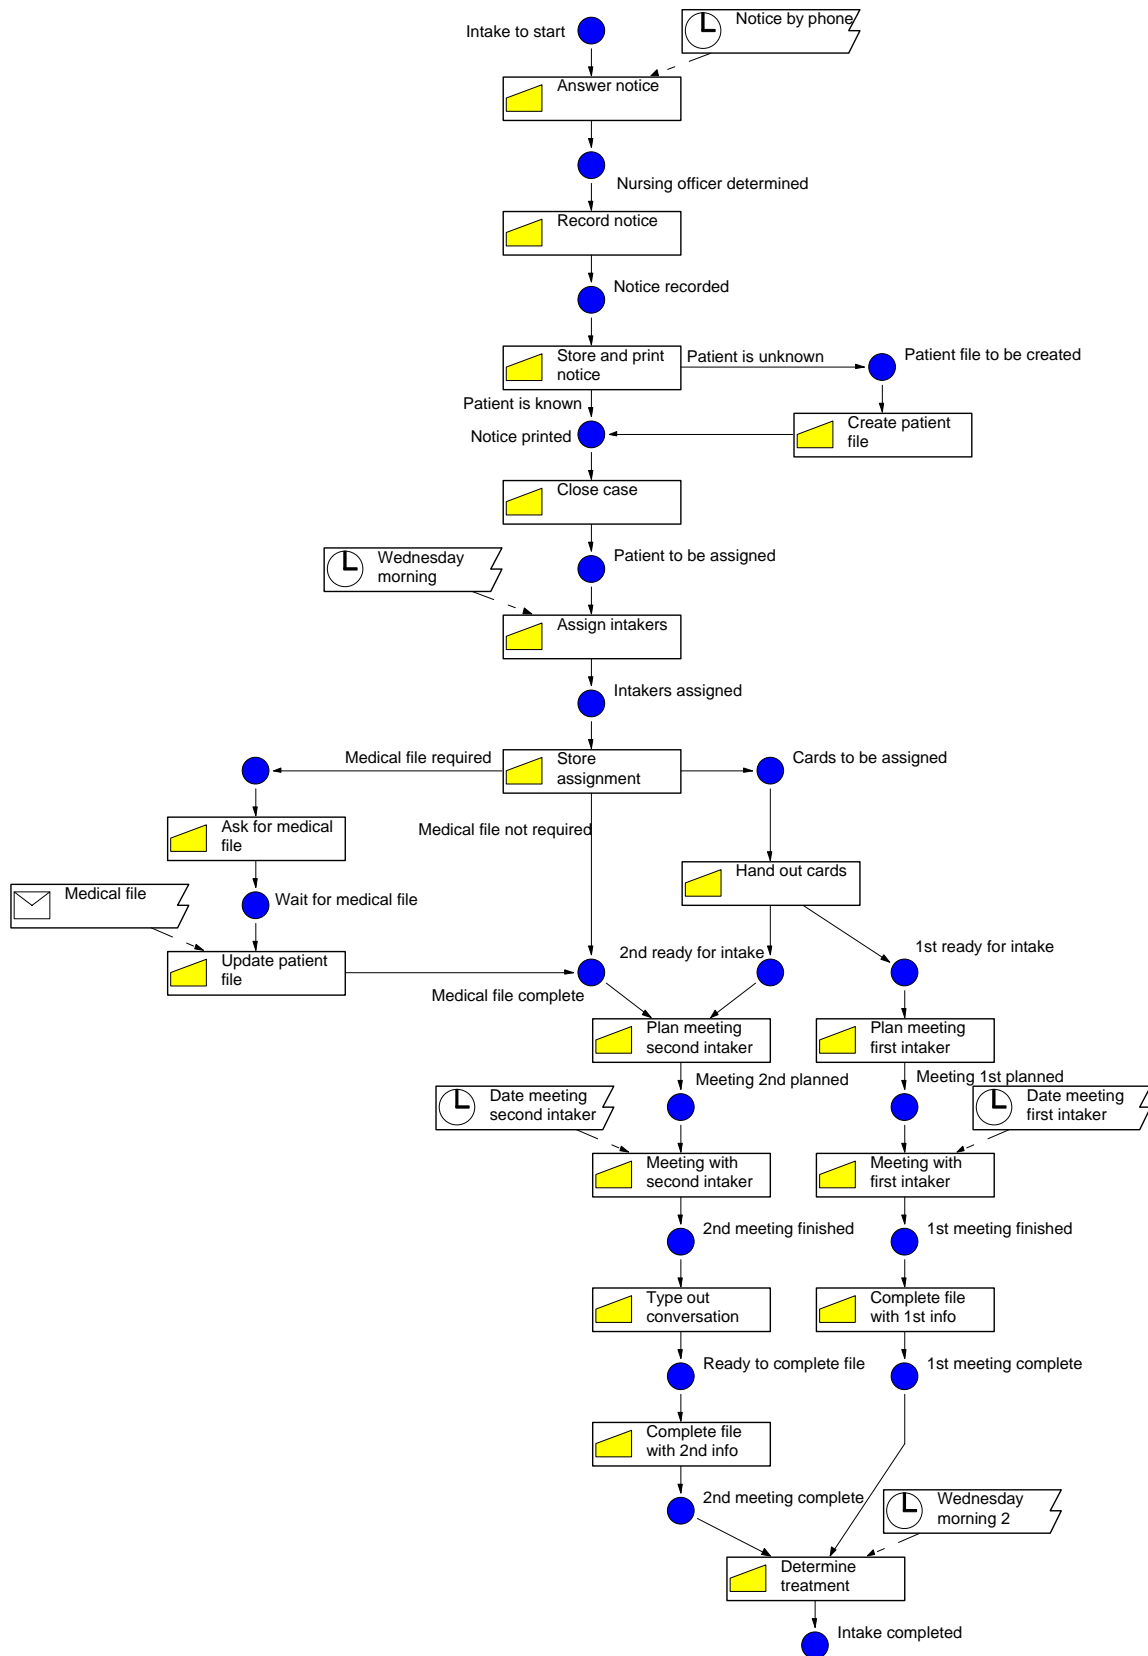 Intake to start
Notice by phone
Answer notice
Nursing officer determined
Record notice
Notice recorded
Store and print
notice
Patient is unknown
Patient file to be created
Patient is known
Notice printed
Create patient
file
Close case
Wednesday
morning
Patient to be assigned
Assign intakers
Intakers assigned
Medical file required
Store
assignment
Cards to be assigned
Ask for medical
file
Medical file not required
Hand out cards
Medical file
Wait for medical file
Update patient
file
2nd ready for intake
1st ready for intake
Medical file complete
Plan meeting
second intaker
Plan meeting
first intaker
Meeting 2nd planned
Meeting 1st planned
Date meeting
second intaker
Date meeting
first intaker
Meeting with
second intaker
Meeting with
first intaker
2nd meeting finished
1st meeting finished
Type out
conversation
Complete file
with 1st info
Ready to complete file
1st meeting complete
Complete file
with 2nd info
2nd meeting complete
Wednesday
morning 2
Determine
treatment
Intake completed